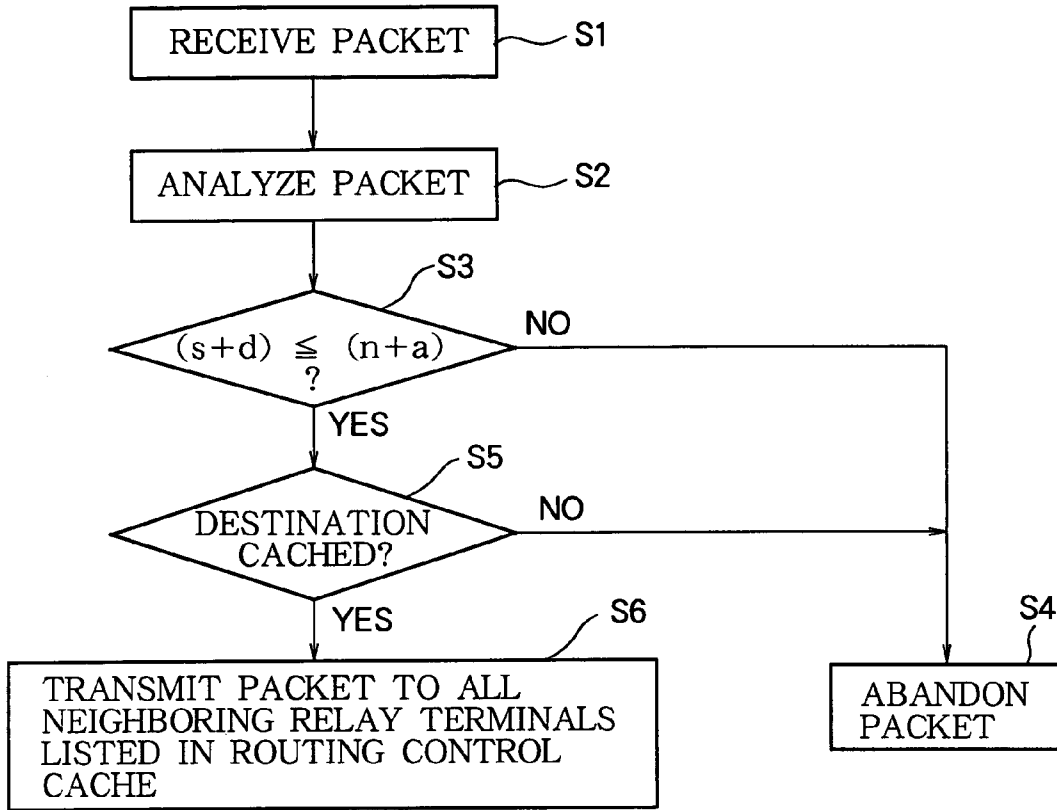 RECEIVE PACKET
S1
ANALYZE PACKET
S2
S3
(s+d) ≦ (n+a)
?
NO
YES
S5
DESTINATION
CACHED?
NO
YES
S6
TRANSMIT PACKET TO ALL
NEIGHBORING RELAY TERMINALS
LISTED IN ROUTING CONTROL
CACHE
S4
ABANDON
PACKET